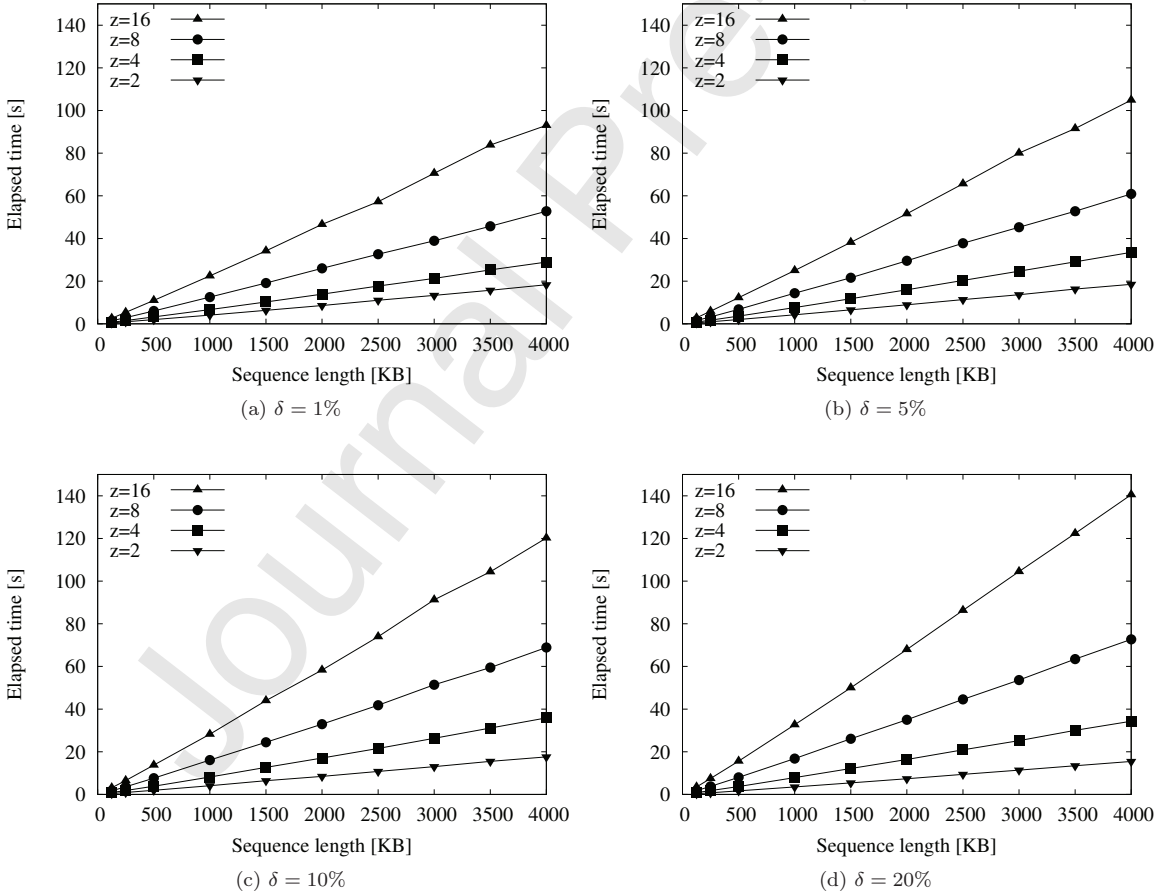 140
120
100
80
60
40
20
0
Elapsed time [s]
z=16
z=8
z=4
z=2
0 500 1000 1500 2000 2500 3000 3500 4000
Sequence length [KB]
(a) δ = 1%
140
120
100
80
60
40
20
0
Elapsed time [s]
z=16
z=8
z=4
z=2
0 500 1000 1500 2000 2500 3000 3500 4000
Sequence length [KB]
(b) δ = 5%
140
120
100
80
60
40
20
0
Elapsed time [s]
z=16
z=8
z=4
z=2
0 500 1000 1500 2000 2500 3000 3500 4000
Sequence length [KB]
(c) δ = 10%
140
120
100
80
60
40
20
0
Elapsed time [s]
z=16
z=8
z=4
z=2
0 500 1000 1500 2000 2500 3000 3500 4000
Sequence length [KB]
(d) δ = 20%
Journal Pre